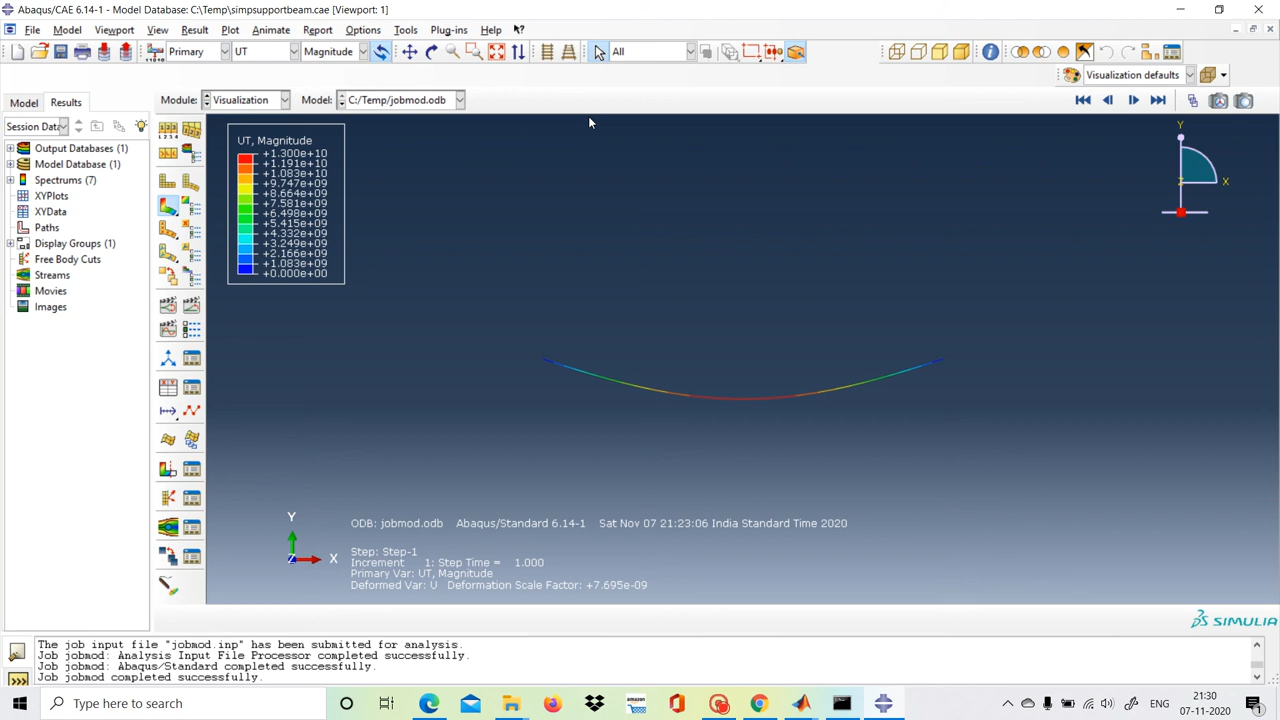 Abaqus/CAE 6.14-1 - Model Database: C:\Temp\simpsupportbeam.cae [Viewport: 1]
File Model Viewport View Result Plot Animate Report Options Tools Plug-ins Help
Primary UT Magnitude All
Visualization defaults
Model Results Module: Visualization Model: C:/Temp/jobmod.odb
Session Data
Output Databases (1)
Model Database (1)
Spectrums (7)
XYPlots
XYData
Paths
Display Groups (1)
Free Body Cuts
Streams
Movies
Images
UT, Magnitude
+1.300e+10
+1.191e+10
+1.083e+10
+9.747e+09
+8.664e+09
+7.581e+09
+6.498e+09
+5.415e+09
+4.332e+09
+3.249e+09
+2.166e+09
+1.083e+09
+0.000e+00
Y
Z X
Y
Z X
ODB: jobmod.odb Abaqus/Standard 6.14-1 Sat Nov 07 21:23:06 India Standard Time 2020
Step: Step-1
Increment 1: Step Time = 1.000
Primary Var: UT, Magnitude
Deformed Var: U Deformation Scale Factor: +7.695e-09
SIMULIA
The job input file "jobmod.inp" has been submitted for analysis.
Job jobmod: Analysis Input File Processor completed successfully.
Job jobmod: Abaqus/Standard completed successfully.
Job jobmod completed successfully.
>>>
Type here to search
amazon
ENG
21:30
07-11-2020